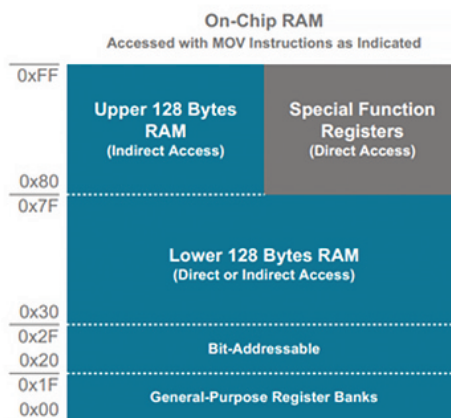 On-Chip RAM
Accessed with MOV Instructions as Indicated
0xFF
Upper 128 Bytes
RAM
(Indirect Access)
Special Function
Registers
(Direct Access)
0x80
0x7F
Lower 128 Bytes RAM
(Direct or Indirect Access)
0x30
0x2F
Bit-Addressable
0x20
0x1F
General-Purpose Register Banks
0x00